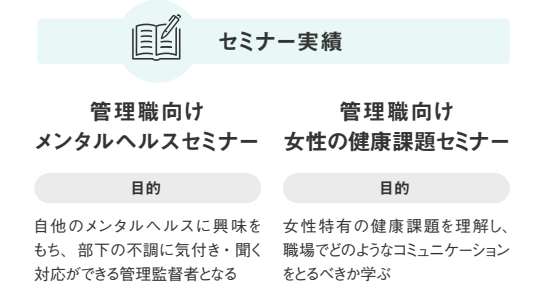 セミナー実績
管理職向け
メンタルヘルスセミナー
目的
自他のメンタルヘルスに興味を
もち、部下の不調に気付き・聞く
対応ができる管理監督者となる
管理職向け
女性の健康課題セミナー
目的
女性特有の健康課題を理解し、
職場でどのようなコミュニケーション
をとるべきか学ぶ